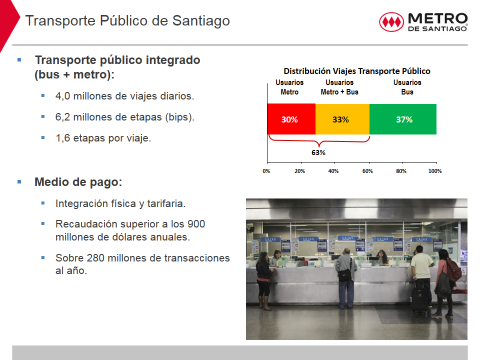 Transporte Público de Santiago
METRO
DE SANTIAGO
Transporte público integrado
(bus + metro):
4,0 millones de viajes diarios.
6,2 millones de etapas (bips).
1,6 etapas por viaje.
Medio de pago:
Integración física y tarifaria.
Recaudación superior a los 900
millones de dólares anuales.
Sobre 280 millones de transacciones
al año.
Distribución Viajes Transporte Público
Usuarios Metro
Usuarios Metro + Bus
Usuarios Bus
30% 33% 37%
63%
0% 20% 40% 60% 80% 100%